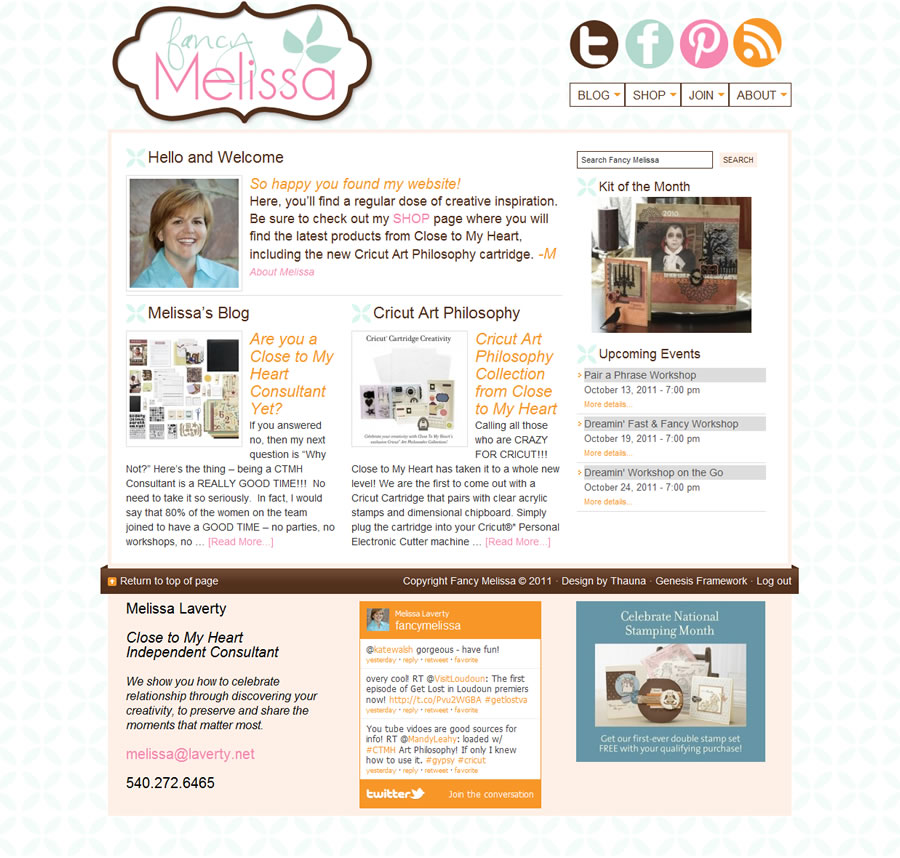 fancy
Melissa
BLOG
SHOP
JOIN
ABOUT
Hello and Welcome
So happy you found my website!
Here, you'll find a regular dose of creative inspiration.
Be sure to check out my SHOP page where you will
find the latest products from Close to My Heart,
including the new Cricut Art Philosophy cartridge. -M
About Melissa
Melissa's Blog
Are you a
Close to My
Heart
Consultant
Yet?
If you answered
no, then my next
question is “Why
Not?” Here’s the thing – being a CTMH
Consultant is a REALLY GOOD TIME!!!  No
need to take it so seriously.  In fact, I would
say that 80% of the women on the team
joined to have a GOOD TIME – no parties, no
workshops, no … [Read More...]
Cricut Art Philosophy
Cricut® Cartridge Creativity
Celebrate your creativity with Close To My Heart's
exclusive Cricut Art Philosophy Collection!
Cricut Art
Philosophy
Collection
from Close
to My Heart
Calling all those
who are CRAZY
FOR CRICUT!!!
Close to My Heart has taken it to a whole new
level! We are the first to come out with a
Cricut Cartridge that pairs with clear acrylic
stamps and dimensional chipboard. Simply
plug the cartridge into your Cricut®* Personal
Electronic Cutter machine … [Read More...]
Search Fancy Melissa
SEARCH
Kit of the Month
2010
Upcoming Events
Pair a Phrase Workshop
October 13, 2011 - 7:00 pm
More details...
Dreamin' Fast & Fancy Workshop
October 19, 2011 - 7:00 pm
More details...
Dreamin' Workshop on the Go
October 24, 2011 - 7:00 pm
More details...
Return to top of page
Copyright Fancy Melissa © 2011 · Design by Thauna · Genesis Framework · Log out
Melissa Laverty
Close to My Heart
Independent Consultant
We show you how to celebrate
relationship through discovering your
creativity, to preserve and share the
moments that matter most.
melissa@laverty.net
540.272.6465
Melissa Laverty
fancymelissa
@katewalsh gorgeous - have fun!
yesterday · reply · retweet · favorite
overy cool! RT @VisitLoudoun: The first
episode of Get Lost in Loudoun premiers
now! http://t.co/Pvu2WGBA #getlostva
yesterday · reply · retweet · favorite
You tube vidoes are good sources for
info! RT @MandyLeahy: loaded w/
#CTMH Art Philosophy! If only I knew
how to use it. #gypsy #cricut
yesterday · reply · retweet · favorite
twitter
Join the conversation
Celebrate National
Stamping Month
Get our first-ever double stamp set
FREE with your qualifying purchase!